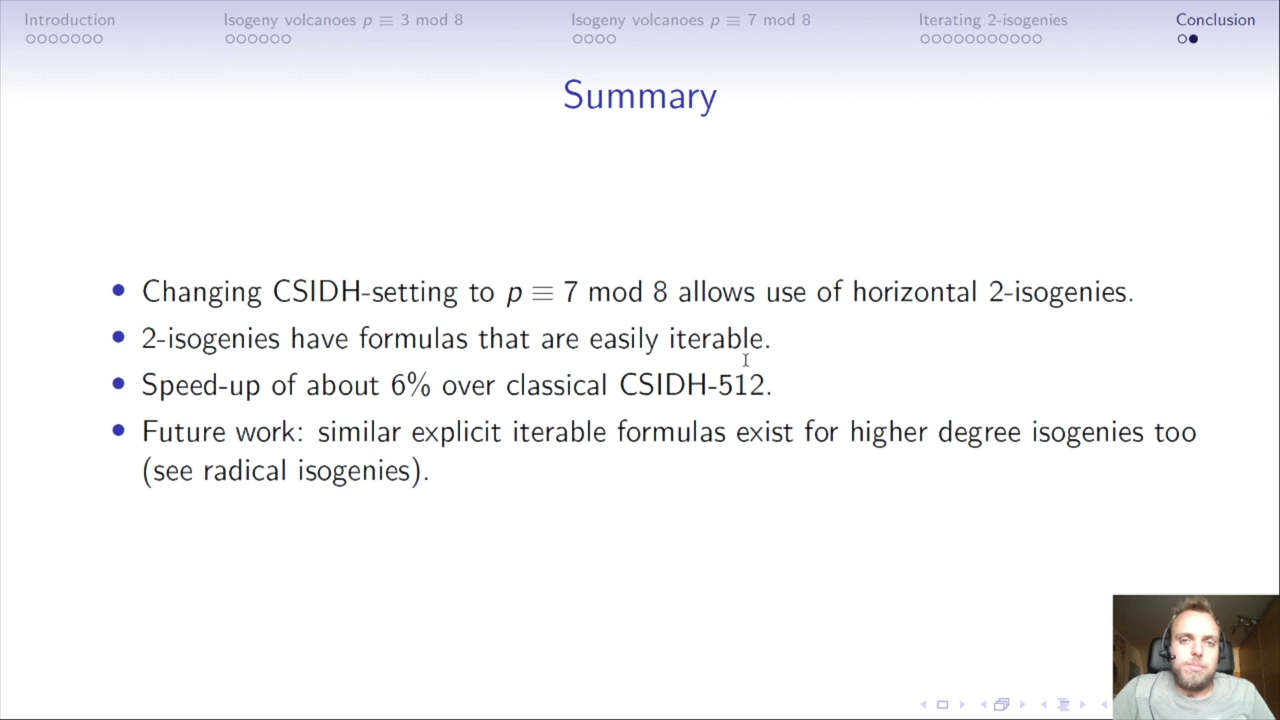 Introduction
Isogeny volcanoes p ≡ 3 mod 8
Isogeny volcanoes p ≡ 7 mod 8
Iterating 2-isogenies
Conclusion
Summary
• Changing CSIDH-setting to p ≡ 7 mod 8 allows use of horizontal 2-isogenies.
• 2-isogenies have formulas that are easily iterable.
• Speed-up of about 6% over classical CSIDH-512.
• Future work: similar explicit iterable formulas exist for higher degree isogenies too
(see radical isogenies).